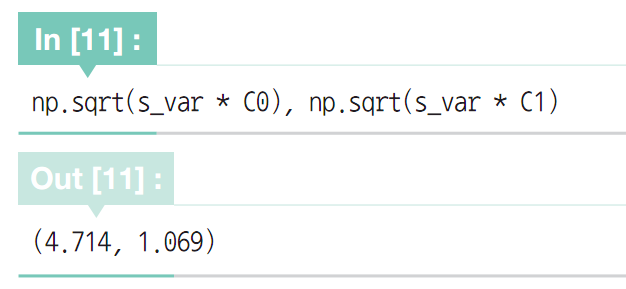 In [11] :
np.sqrt(s_var * C0), np.sqrt(s_var * C1)
Out [11] :
(4.714, 1.069)